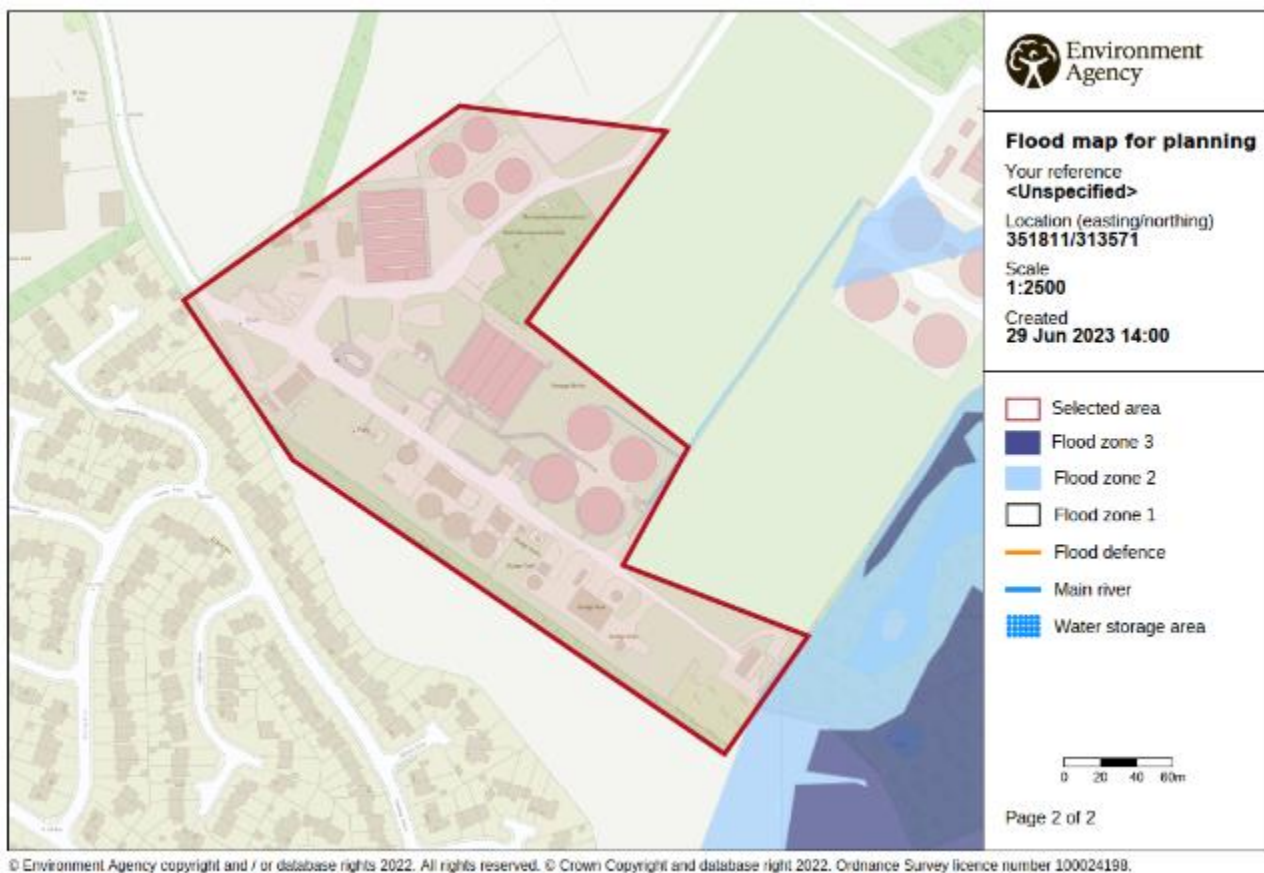 Environment
Agency
Flood map for planning
Your reference
<Unspecified>
Location (easting/northing)
351811/313571
Scale
1:2500
Created
29 Jun 2023 14:00
Selected area
Flood zone 3
Flood zone 2
Flood zone 1
Flood defence
Main river
Water storage area
0 20 40 60m
Page 2 of 2
© Environment Agency copyright and / or database rights 2022. All rights reserved. © Crown Copyright and database right 2022. Ordnance Survey licence number 100024198.